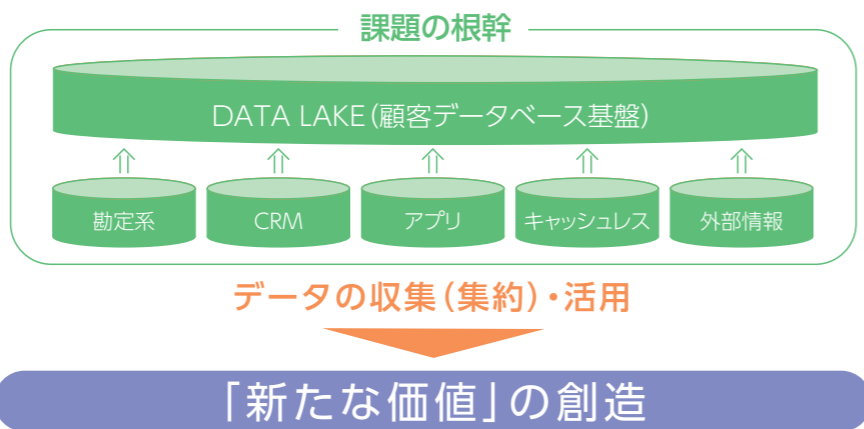 課題の根幹
DATA LAKE(顧客データベース基盤)
勘定系
CRM
アプリ
キャッシュレス
外部情報
データの収集(集約)・活用
「新たな価値」の創造